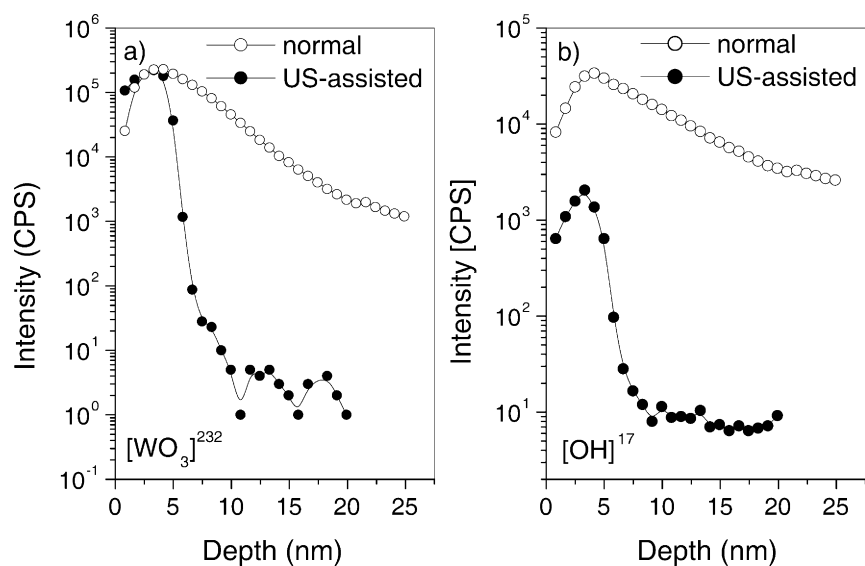 a)
normal
US-assisted
10^6
10^5
10^4
10^3
10^2
10^1
10^0
10^-1
Intensity (CPS)
[WO_3]^232
0 5 10 15 20 25
Depth (nm)
b)
normal
US-assisted
10^5
10^4
10^3
10^2
10^1
Intensity [CPS]
[OH]^17
0 5 10 15 20 25
Depth (nm)